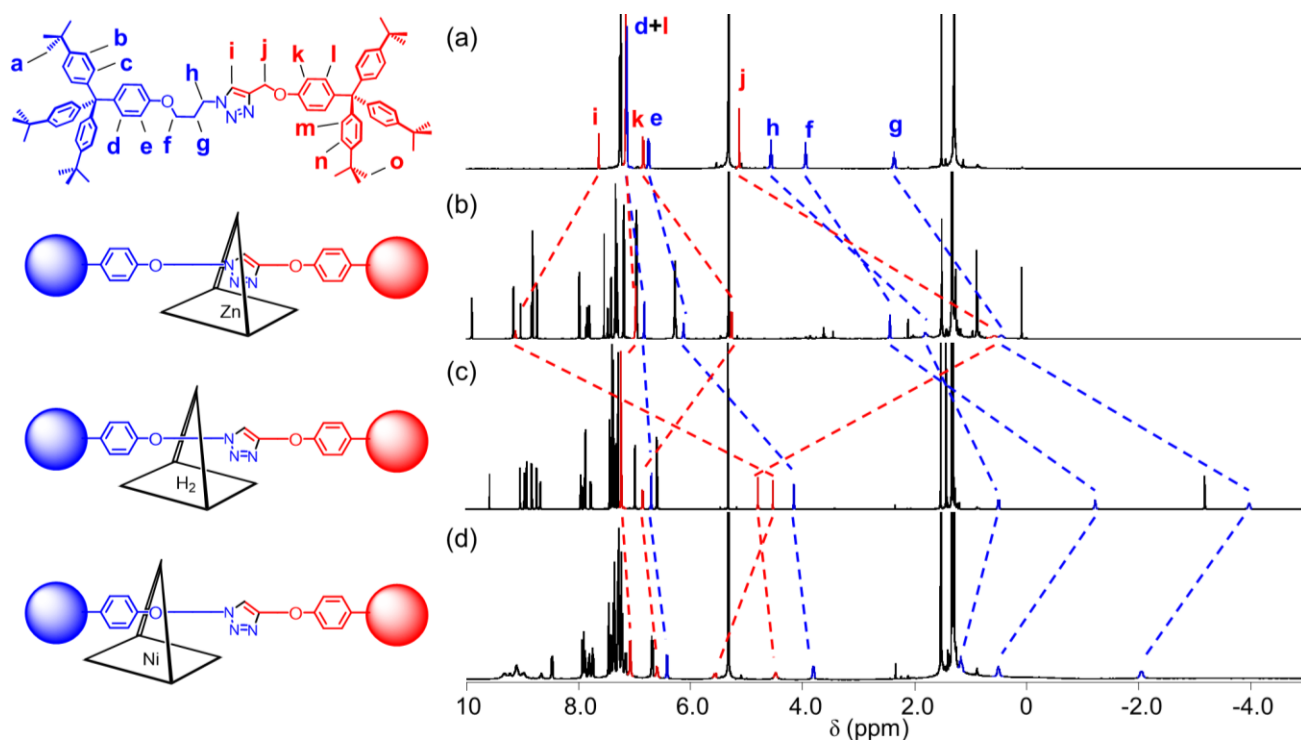 (a)
a
b
c
d
e
f
g
h
i
j
k
l
m
n
o
O
N
N=N
O
i
d+l
k
e
j
h
f
g
(b)
O
N
N=N
O
Zn
(c)
O
N
N=N
O
H2
(d)
O
N
N=N
O
Ni
10
8.0
6.0
4.0
2.0
0
-2.0
-4.0
δ (ppm)